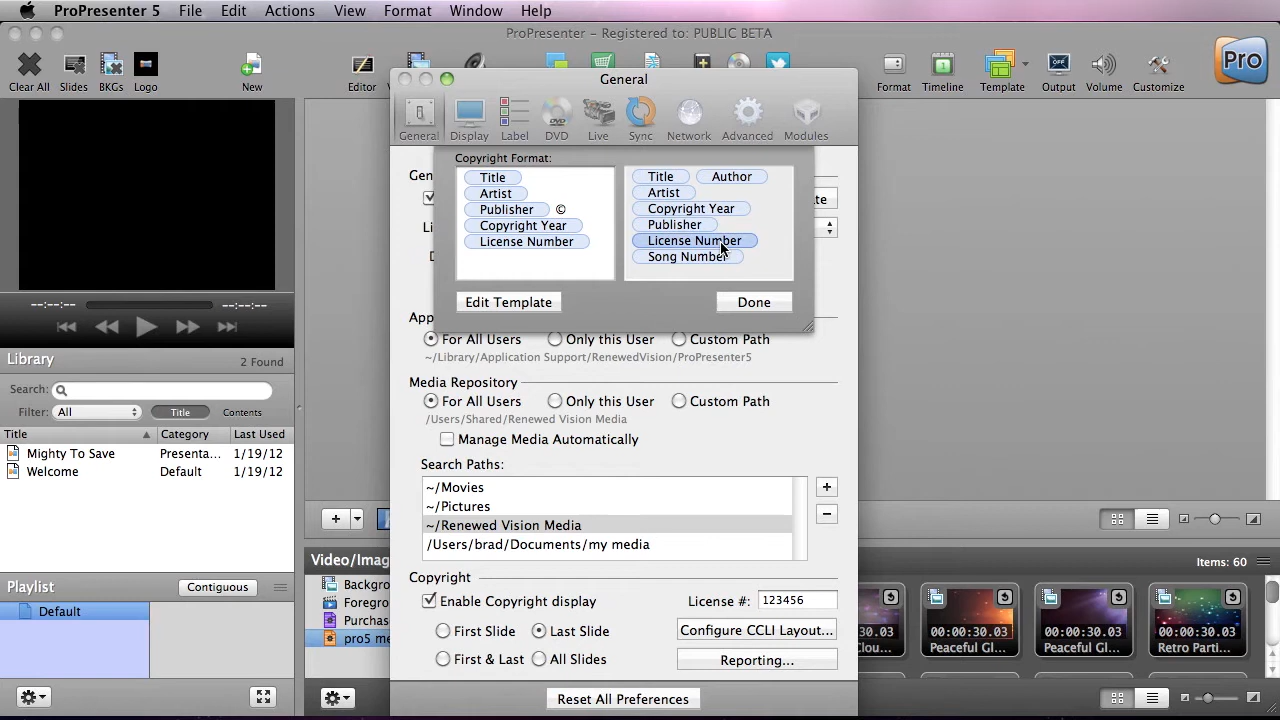 ProPresenter 5 File Edit Actions View Format Window Help
ProPresenter - Registered to: PUBLIC BETA
Clear All Slides BKGs Logo New Editor Format Timeline Template Output Volume Customize
Pro
General
General Display Label DVD Live Sync Network Advanced Modules
Copyright Format:
Title
Artist
Publisher ©
Copyright Year
License Number
Title Author
Artist
Copyright Year
Publisher
License Number
Song Number
Edit Template Done
For All Users Only this User Custom Path
~/Library/Application Support/RenewedVision/ProPresenter5
Media Repository
For All Users Only this User Custom Path
/Users/Shared/Renewed Vision Media
Manage Media Automatically
Search Paths:
~/Movies
~/Pictures
~/Renewed Vision Media
/Users/brad/Documents/my media
Copyright
Enable Copyright display License #: 123456
First Slide Last Slide Configure CCLI Layout...
First & Last All Slides Reporting...
Reset All Preferences
--:--:-- --:--:--
Library 2 Found
Search:
Filter: All Title Contents
Title Category Last Used
Mighty To Save Presenta... 1/19/12
Welcome Default 1/19/12
Playlist Contiguous
Default
Video/Imag
Items: 60
00:00:30.03
Peaceful Gl...
00:00:30.03
Peaceful Gl...
00:00:30.03
Retro Parti...